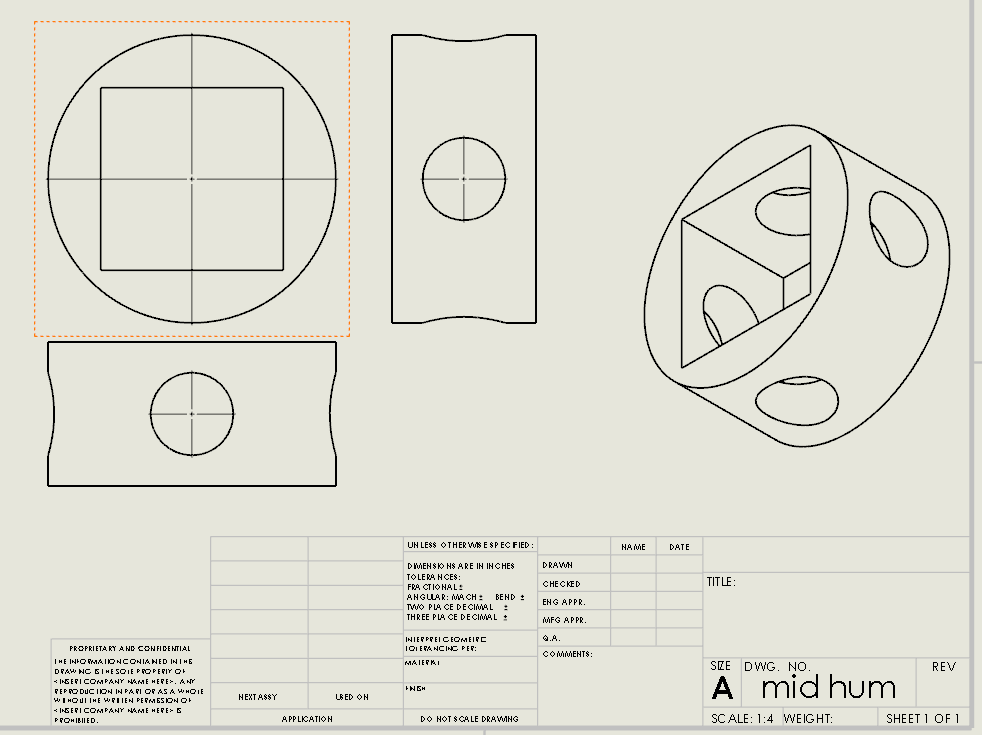 UNLESS OTHERWISE SPECIFIED:
NAME
DATE
DIMENSIONS ARE IN INCHES
TOLERANCES:
FRACTIONAL ±
ANGULAR: MACH ± BEND ±
TWO PLACE DECIMAL ±
THREE PLACE DECIMAL ±
DRAWN
CHECKED
ENG APPR.
MFG APPR.
Q.A.
COMMENTS:
TITLE:
INTERPRET GEOMETRIC
TOLERANCING PER:
MATERIAL
FINISH
PROPRIETARY AND CONFIDENTIAL
THE INFORMATION CONTAINED IN THIS
DRAWING IS THE SOLE PROPERTY OF
<INSERT COMPANY NAME HERE>. ANY
REPRODUCTION IN PART OR AS A WHOLE
WITHOUT THE WRITTEN PERMISSION OF
<INSERT COMPANY NAME HERE> IS
PROHIBITED.
NEXT ASSY
USED ON
APPLICATION
DO NOT SCALE DRAWING
SIZE
A
DWG. NO.
mid hum
REV
SCALE: 1:4
WEIGHT:
SHEET 1 OF 1